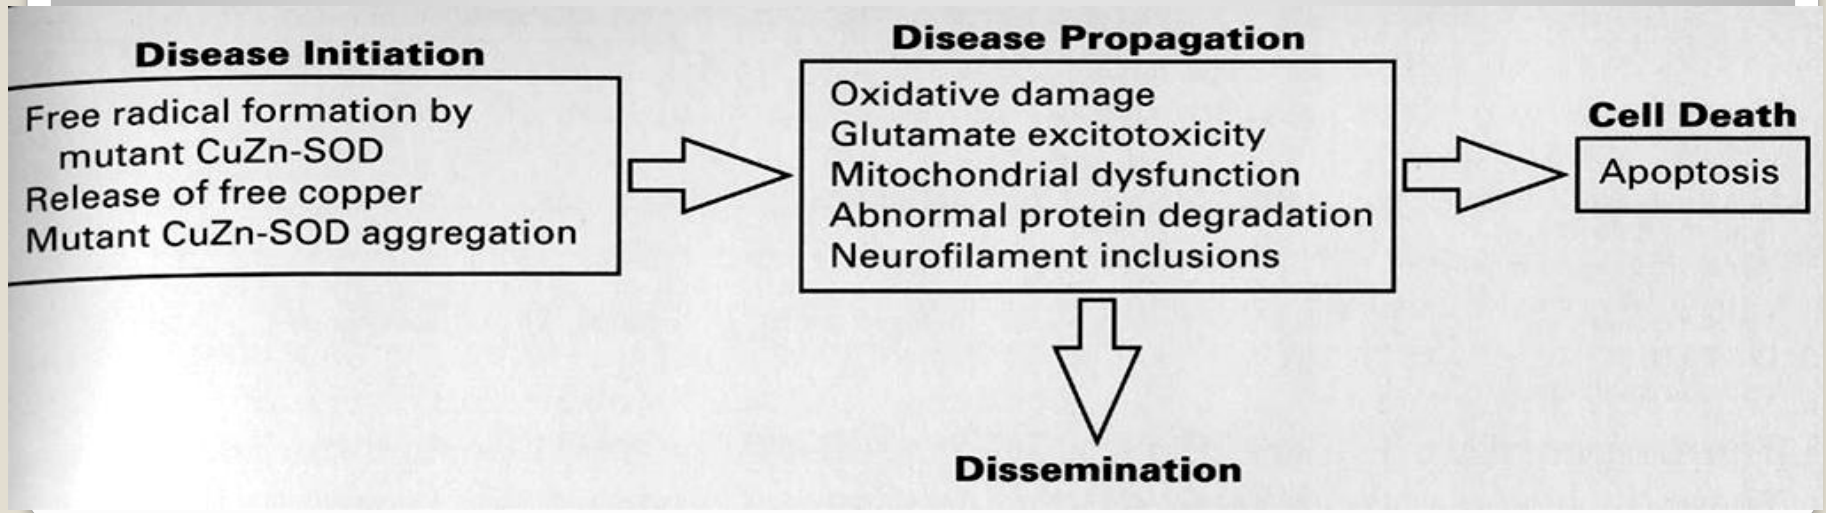 Disease Initiation
Free radical formation by
mutant CuZn-SOD
Release of free copper
Mutant CuZn-SOD aggregation
Disease Propagation
Oxidative damage
Glutamate excitotoxicity
Mitochondrial dysfunction
Abnormal protein degradation
Neurofilament inclusions
Cell Death
Apoptosis
Dissemination